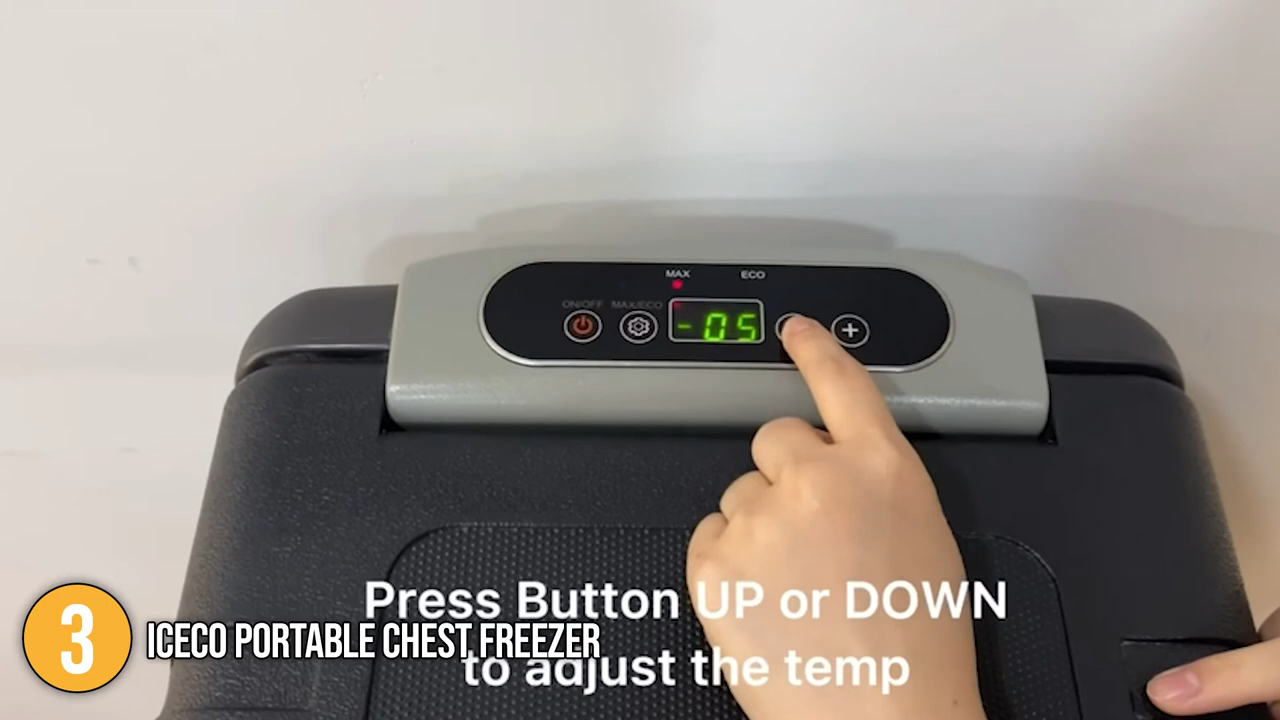 MAX ECO
ON/OFF MAX/ECO
-05
+
Press Button UP or DOWN
to adjust the temp
3
ICECO PORTABLE CHEST FREEZER